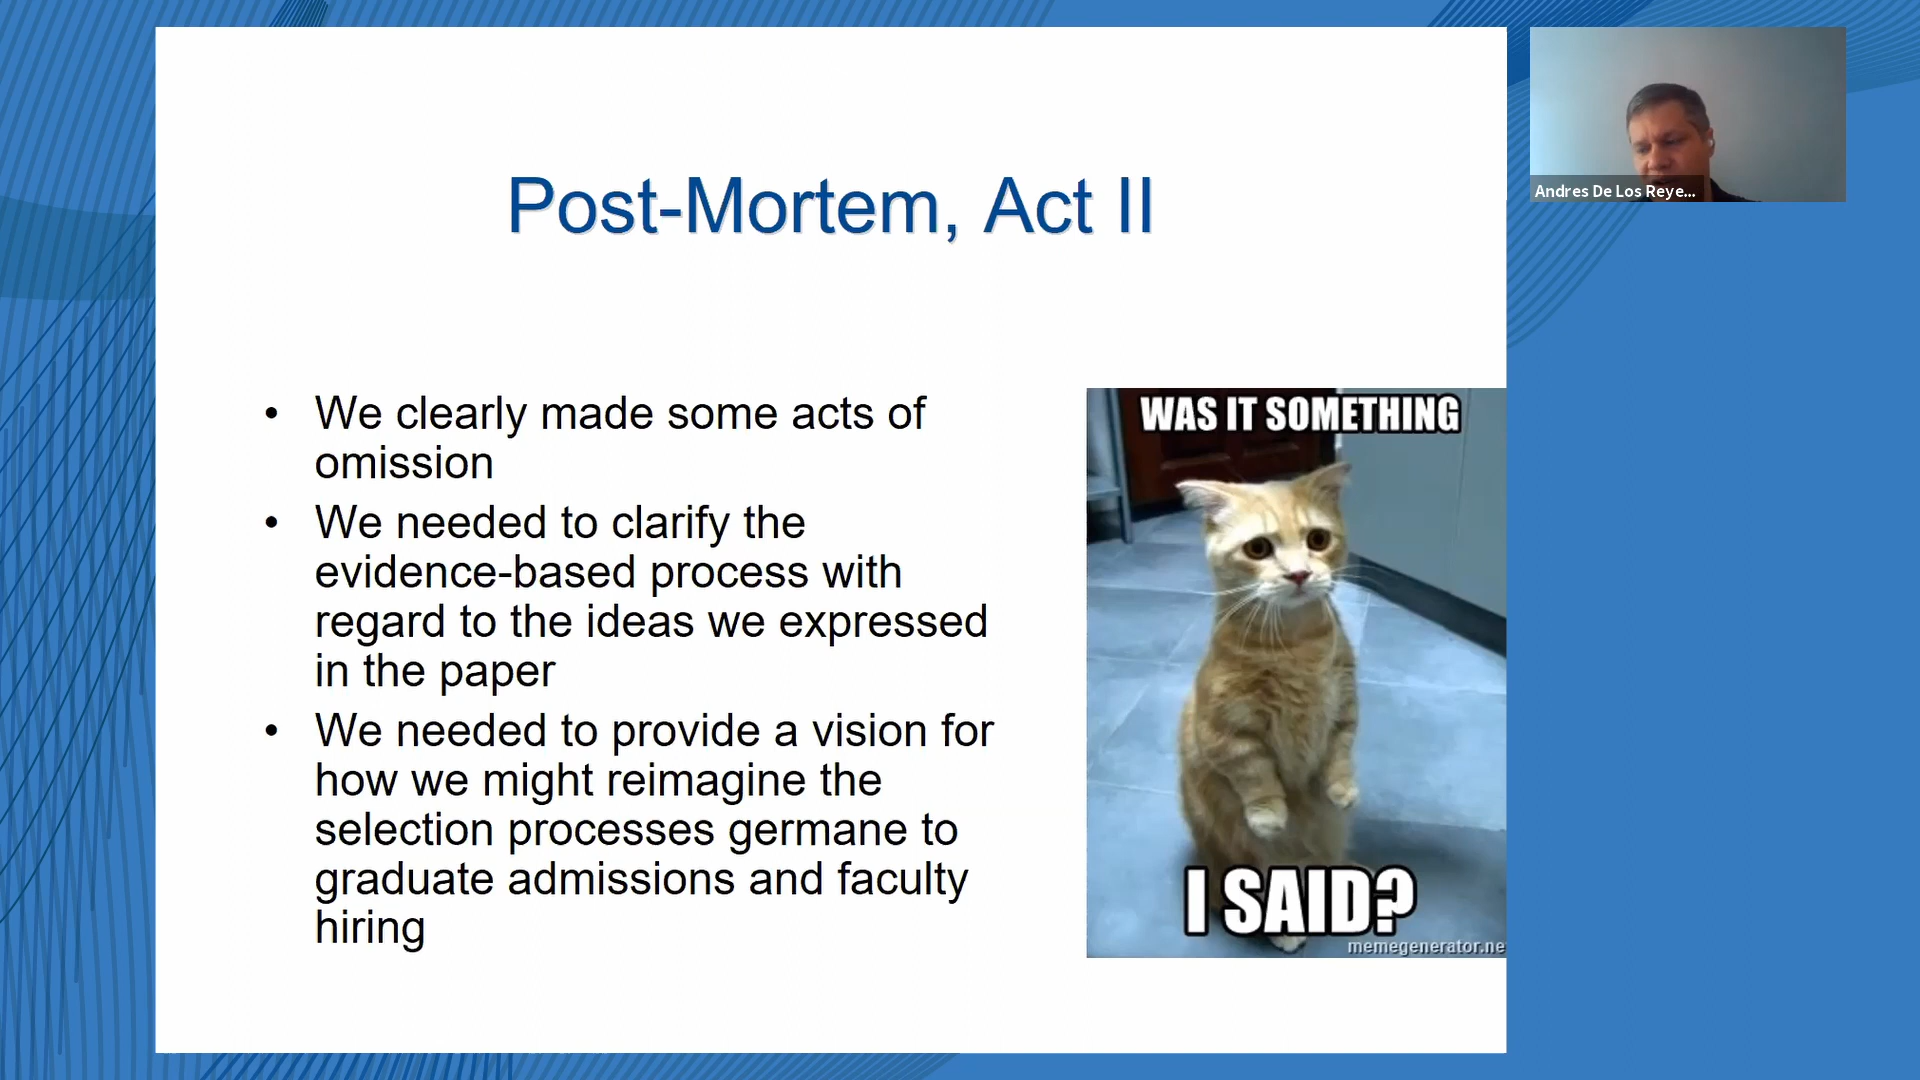 Post-Mortem, Act II
• We clearly made some acts of
omission
• We needed to clarify the
evidence-based process with
regard to the ideas we expressed
in the paper
• We needed to provide a vision for
how we might reimagine the
selection processes germane to
graduate admissions and faculty
hiring
WAS IT SOMETHING
I SAID?
memegenerator.ne
Andres De Los Reye...